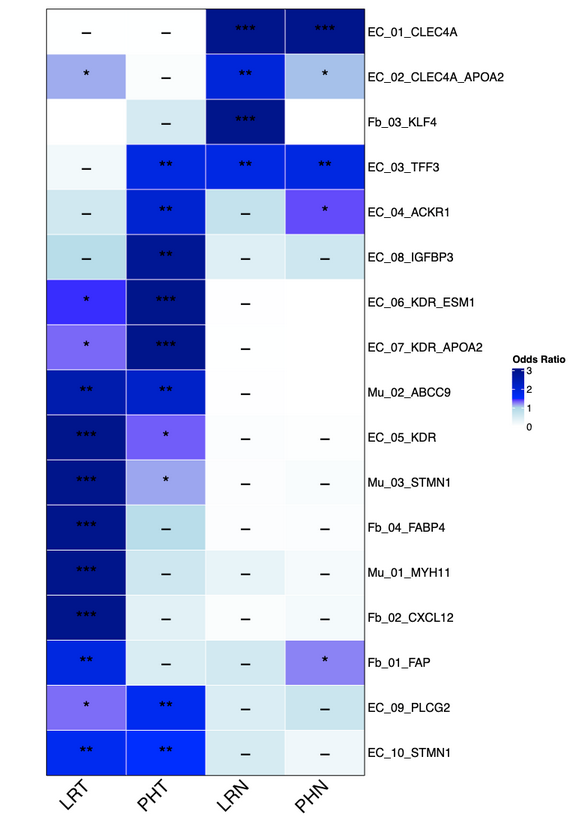 – – *** *** EC_01_CLEC4A
* – ** * EC_02_CLEC4A_APOA2
– *** Fb_03_KLF4
– ** ** ** EC_03_TFF3
– ** – * EC_04_ACKR1
– ** – – EC_08_IGFBP3
* *** – EC_06_KDR_ESM1
* *** – EC_07_KDR_APOA2
** ** – Mu_02_ABCC9
*** * – – EC_05_KDR
*** * – – Mu_03_STMN1
*** – – – Fb_04_FABP4
*** – – – Mu_01_MYH11
*** – – – Fb_02_CXCL12
** – – * Fb_01_FAP
* ** – – EC_09_PLCG2
** ** – – EC_10_STMN1
LRT PHT LRN PHN
Odds Ratio
3
2
1
0